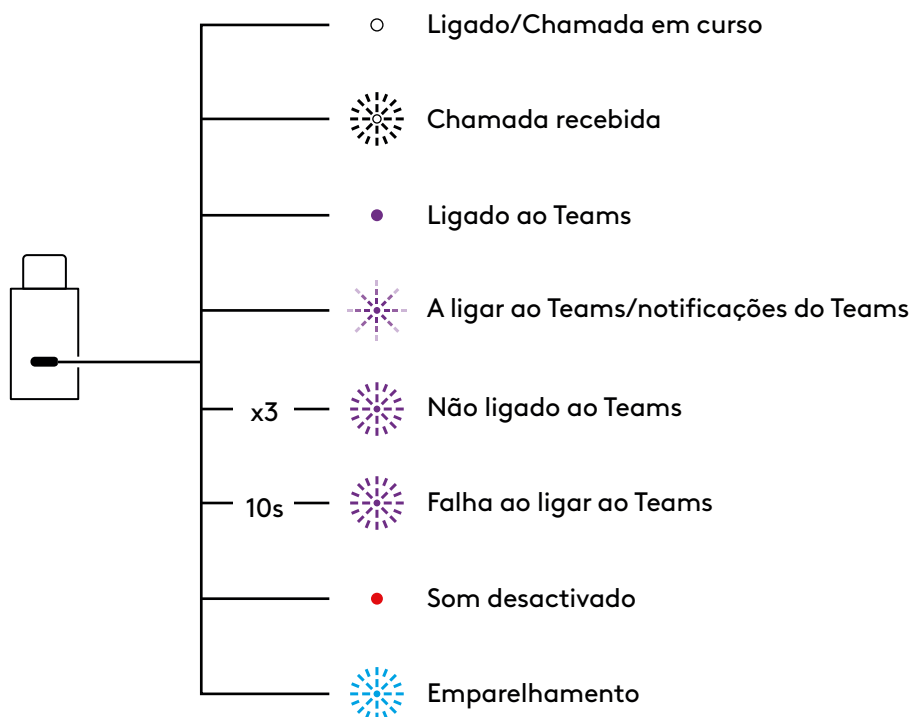 Ligado/Chamada em curso
Chamada recebida
Ligado ao Teams
A ligar ao Teams/notificações do Teams
x3 Não ligado ao Teams
10s Falha ao ligar ao Teams
Som desactivado
Emparelhamento